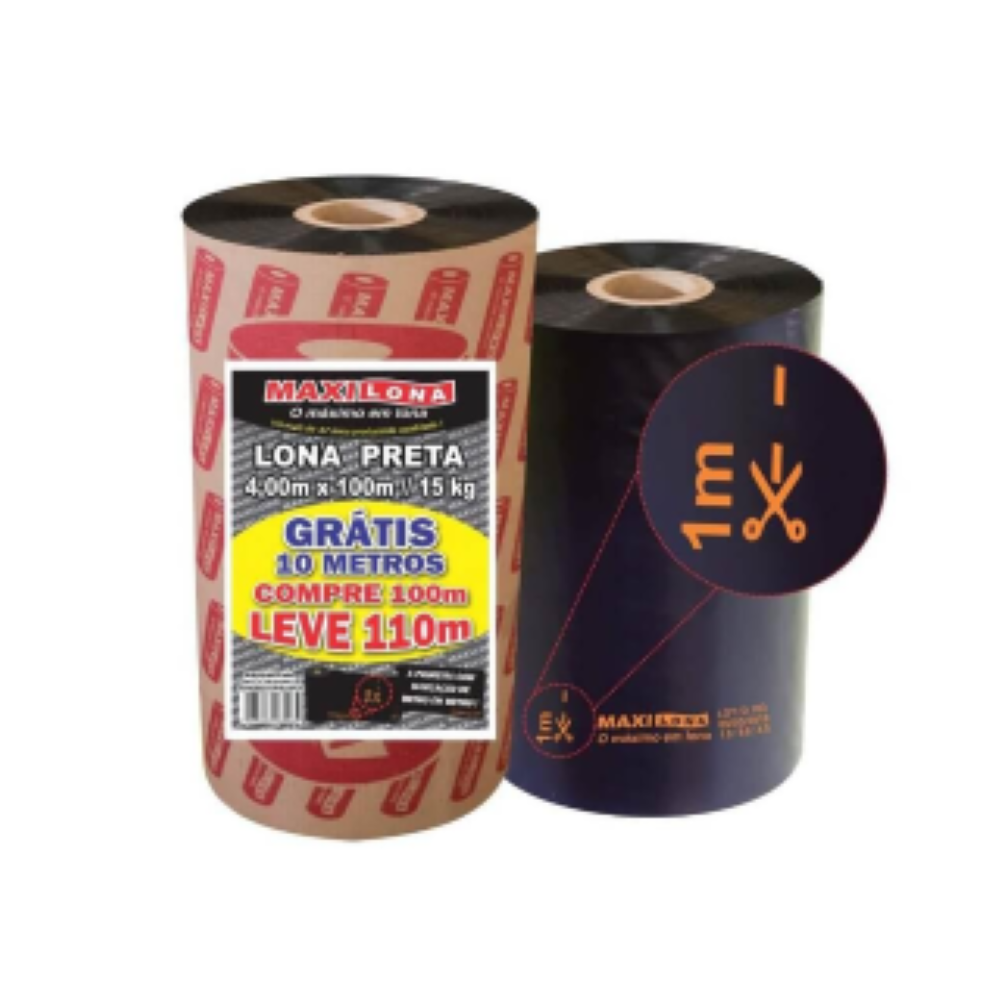 MAXILONA
O máximo em lona
LONA PRETA
4,00m x 100m // 15 kg
GRÁTIS
10 METROS
COMPRE 100m
LEVE 110m
1m
1m
MAXILONA
O máximo em lona